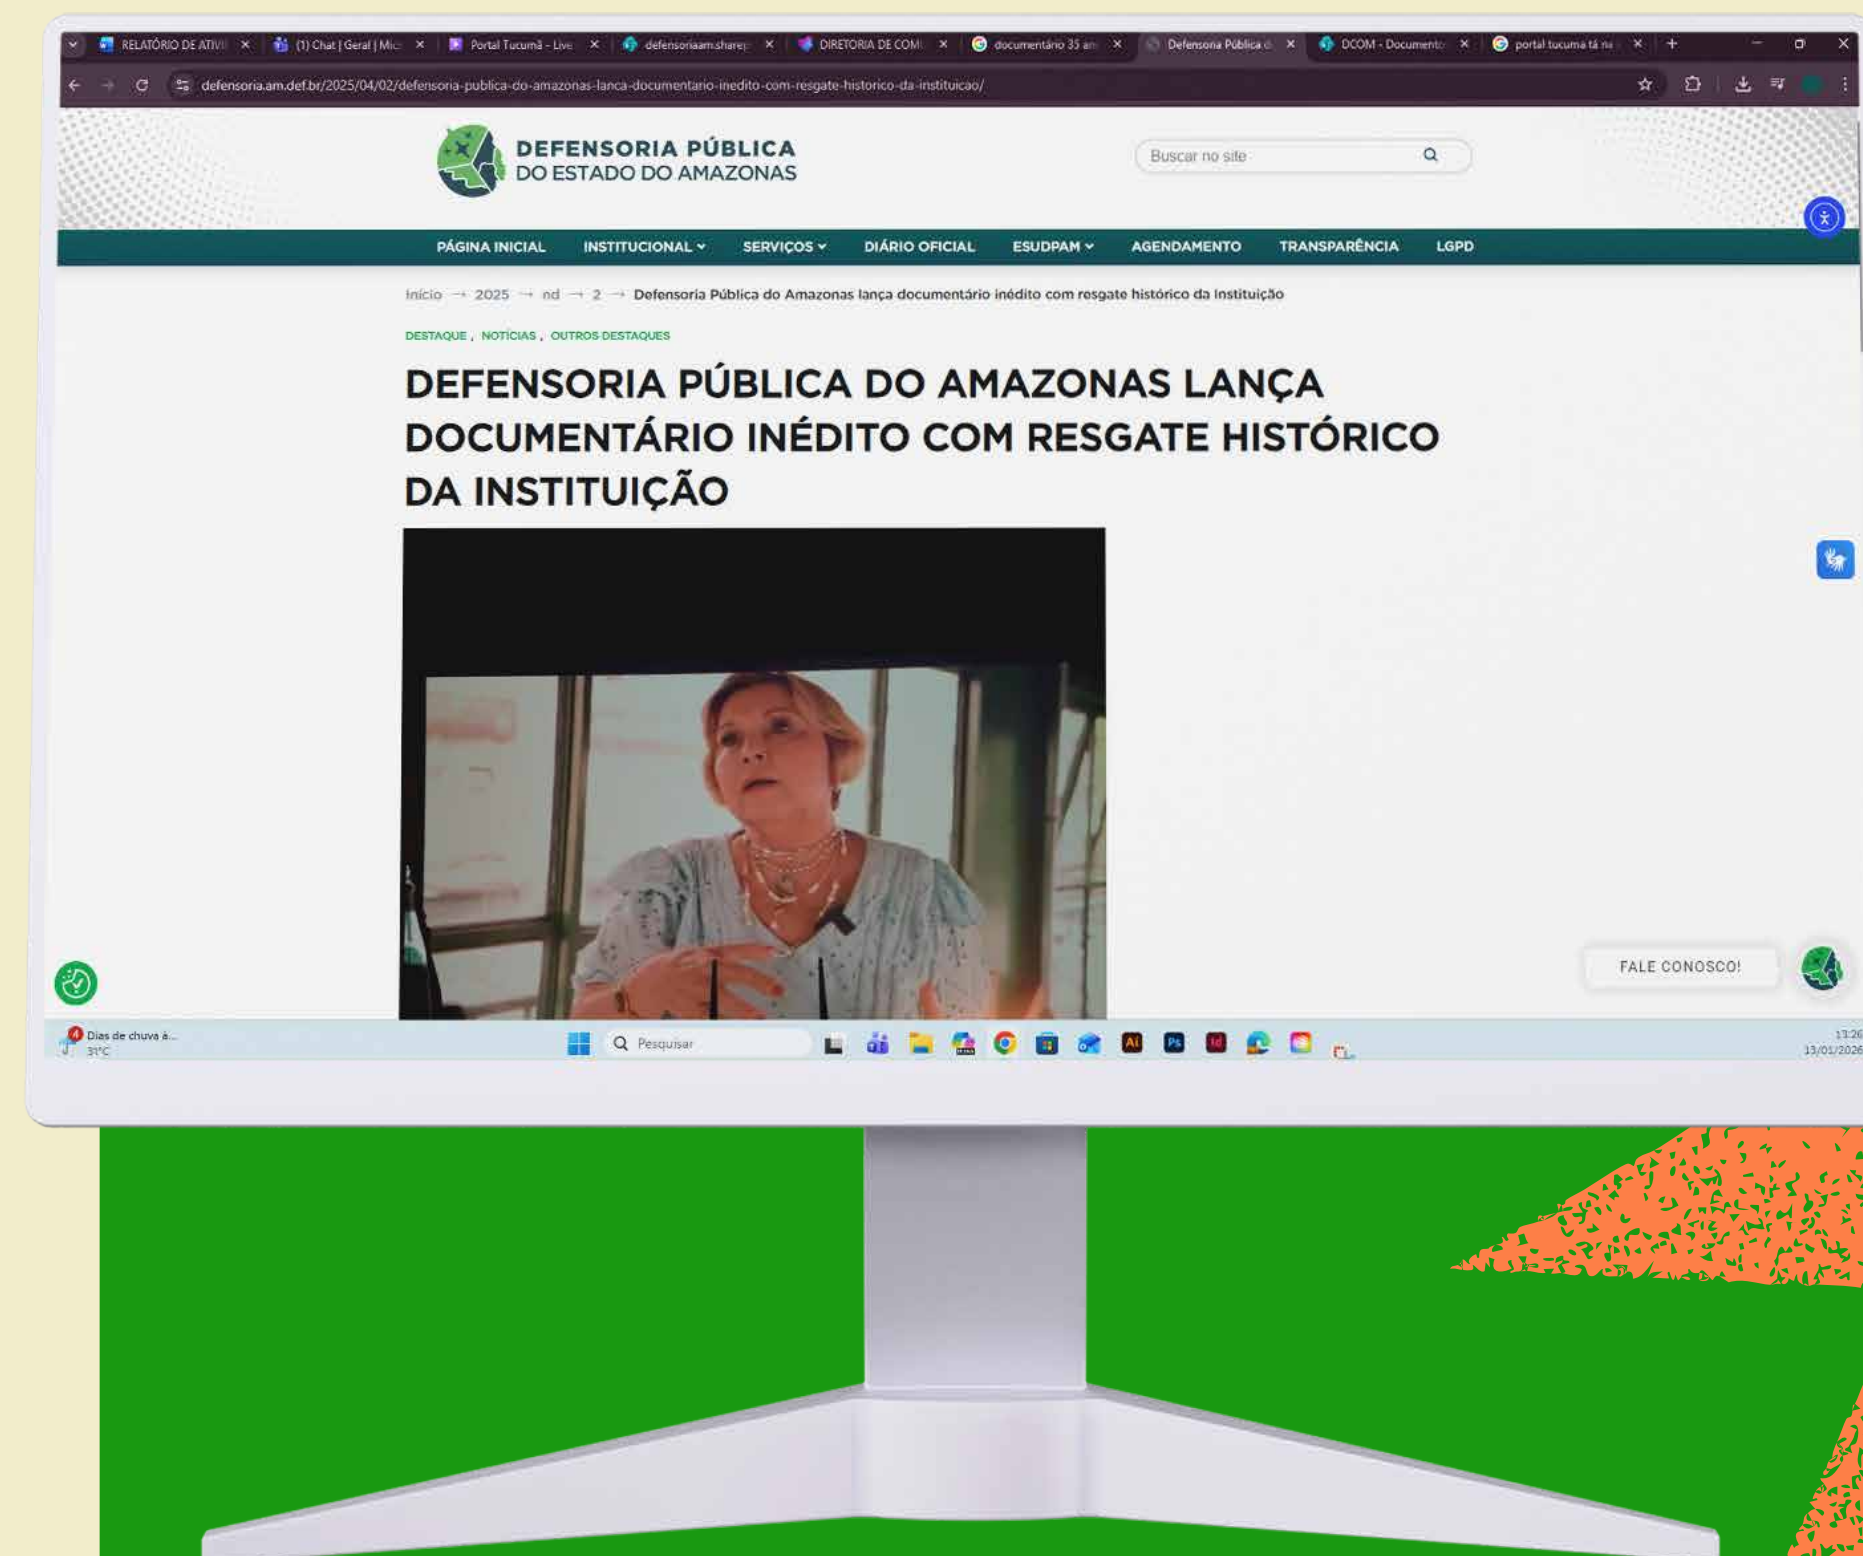 RELATÓRIO DE ATIVI
(1) Chat | Geral | Mic
Portal Tucumã - Live
defensoriaam.sharep
DIRETORIA DE COM
documentário 35 an
Defensoria Pública d
DCOM - Documento
portal tucuma tá na
defensoria.am.def.br/2025/04/02/defensoria-publica-do-amazonas-lanca-documentario-inedito-com-resgate-historico-da-instituicao/
DEFENSORIA PÚBLICA
DO ESTADO DO AMAZONAS
Buscar no site
PÁGINA INICIAL INSTITUCIONAL SERVIÇOS DIÁRIO OFICIAL ESUDPAM AGENDAMENTO TRANSPARÊNCIA LGPD
Início → 2025 → nd → 2 → Defensoria Pública do Amazonas lança documentário inédito com resgate histórico da Instituição
DESTAQUE , NOTÍCIAS , OUTROS DESTAQUES
DEFENSORIA PÚBLICA DO AMAZONAS LANÇA
DOCUMENTÁRIO INÉDITO COM RESGATE HISTÓRICO
DA INSTITUIÇÃO
FALE CONOSCO!
4
Dias de chuva à...
31°C
Pesquisar
Ai
Ps
Id
13:26
13/01/2026